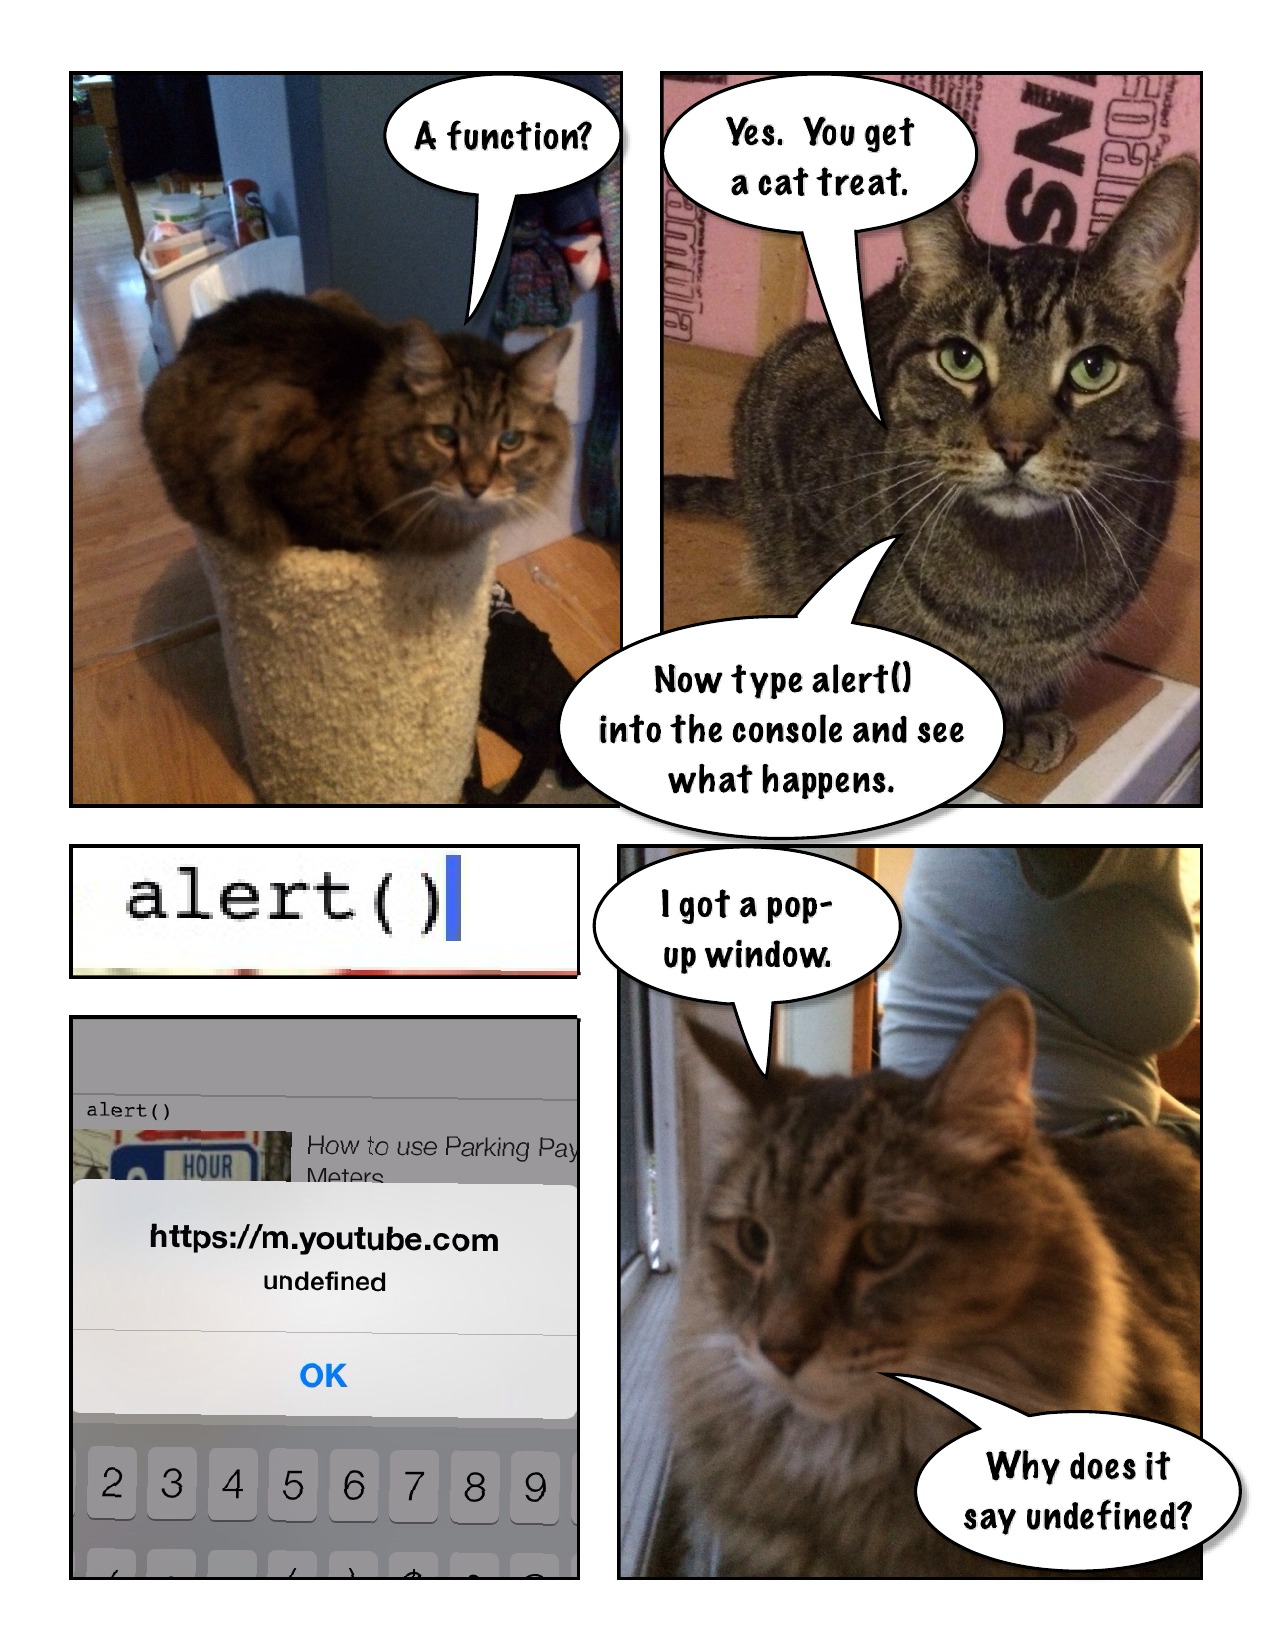 A function?
Yes. You get
a cat treat.
INS
Now type alert()
into the console and see
what happens.
alert()
alert()
How to use Parking Pay
Meters
HOUR
https://m.youtube.com
undefined
OK
2 3 4 5 6 7 8 9
I got a pop-
up window.
Why does it
say undefined?